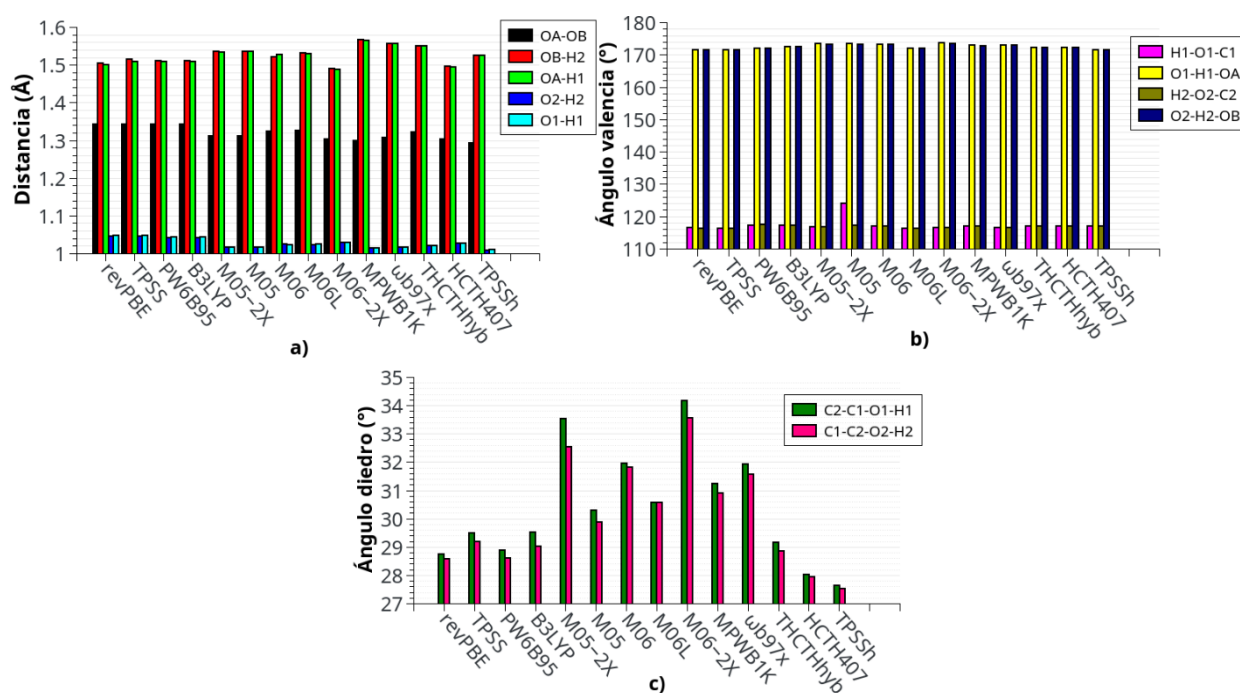 1.6
1.5
1.4
1.3
1.2
1.1
1
Distancia (Å)
OA-OB
OB-H2
OA-H1
O2-H2
O1-H1
revPBE
TPSS
PW6B95
B3LYP
M05-2X
M05
M06
M06L
M06-2X
MPWB1K
ωb97x
THCTHhyb
HCTH407
TPSSh
a)
180
170
160
150
140
130
120
110
Ángulo valencia (°)
H1-O1-C1
O1-H1-OA
H2-O2-C2
O2-H2-OB
revPBE
TPSS
PW6B95
B3LYP
M05-2X
M05
M06
M06L
M06-2X
MPWB1K
ωb97x
THCTHhyb
HCTH407
TPSSh
b)
35
34
33
32
31
30
29
28
27
Ángulo diedro (°)
C2-C1-O1-H1
C1-C2-O2-H2
revPBE
TPSS
PW6B95
B3LYP
M05-2X
M05
M06
M06L
M06-2X
MPWB1K
ωb97x
THCTHhyb
HCTH407
TPSSh
c)